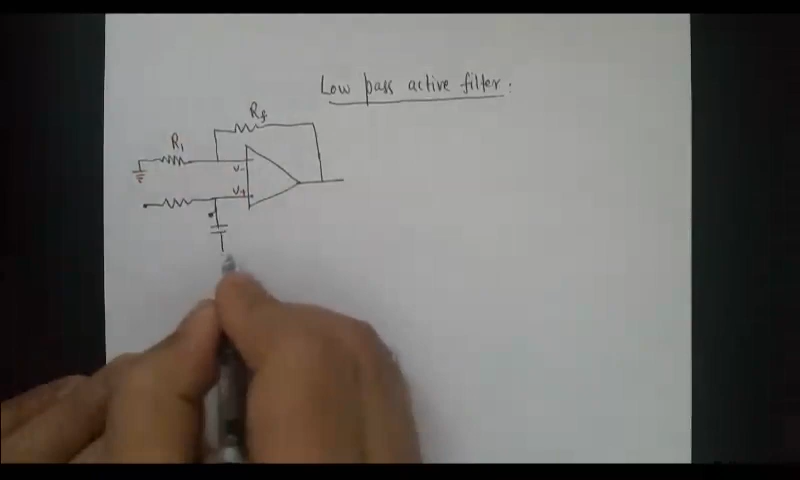 Low pass active filter.
Rf
R1
V-
V+